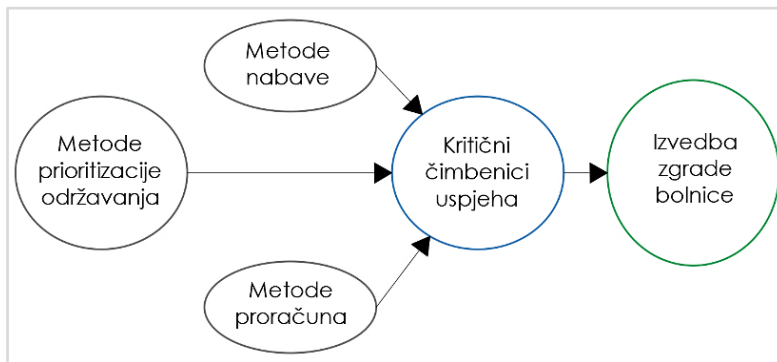 Metode
nabave
Metode
prioritizacije
održavanja
Kritični
čimbenici
uspjeha
Izvedba
zgrade
bolnice
Metode
proračuna